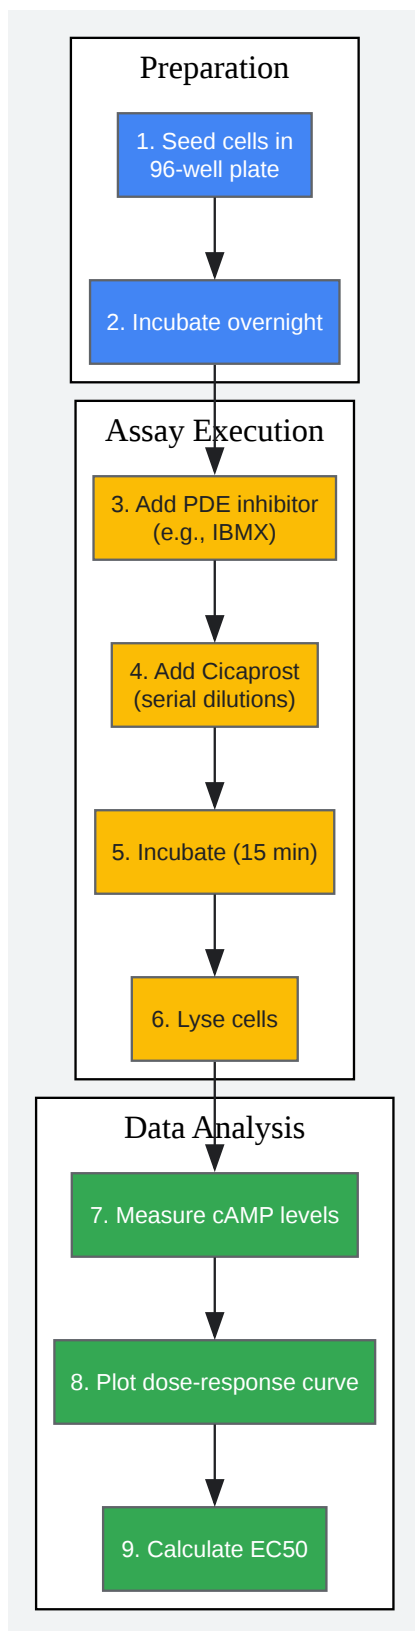 Preparation
1. Seed cells in
96-well plate
2. Incubate overnight
Assay Execution
3. Add PDE inhibitor
(e.g., IBMX)
4. Add Cicaprost
(serial dilutions)
5. Incubate (15 min)
6. Lyse cells
Data Analysis
7. Measure cAMP levels
8. Plot dose-response curve
9. Calculate EC50